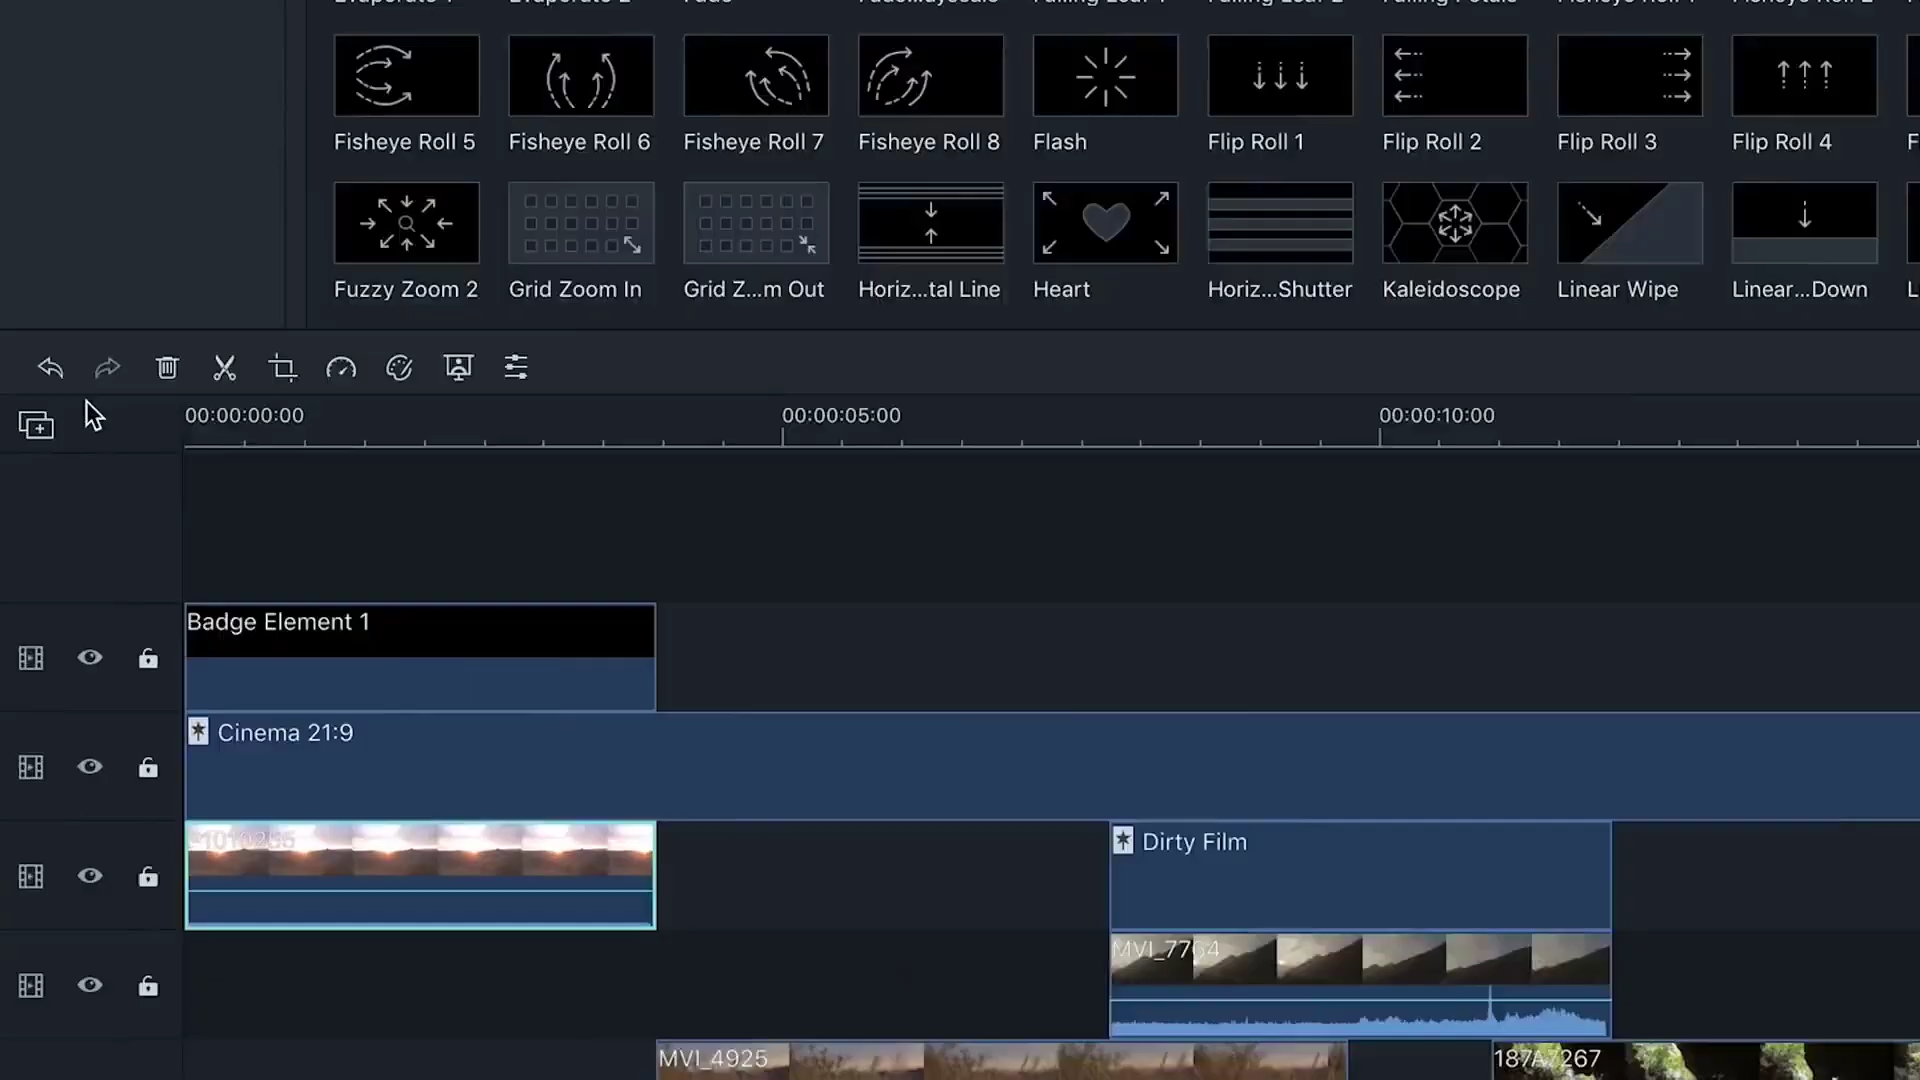 Fisheye Roll 5 Fisheye Roll 6 Fisheye Roll 7 Fisheye Roll 8 Flash Flip Roll 1 Flip Roll 2 Flip Roll 3 Flip Roll 4
Fuzzy Zoom 2 Grid Zoom In Grid Z...m Out Horiz...tal Line Heart Horiz...Shutter Kaleidoscope Linear Wipe Linear...Down
00:00:00:00 00:00:05:00 00:00:10:00
Badge Element 1
Cinema 21:9
Dirty Film
MVI_7764
MVI_4925 187A7267